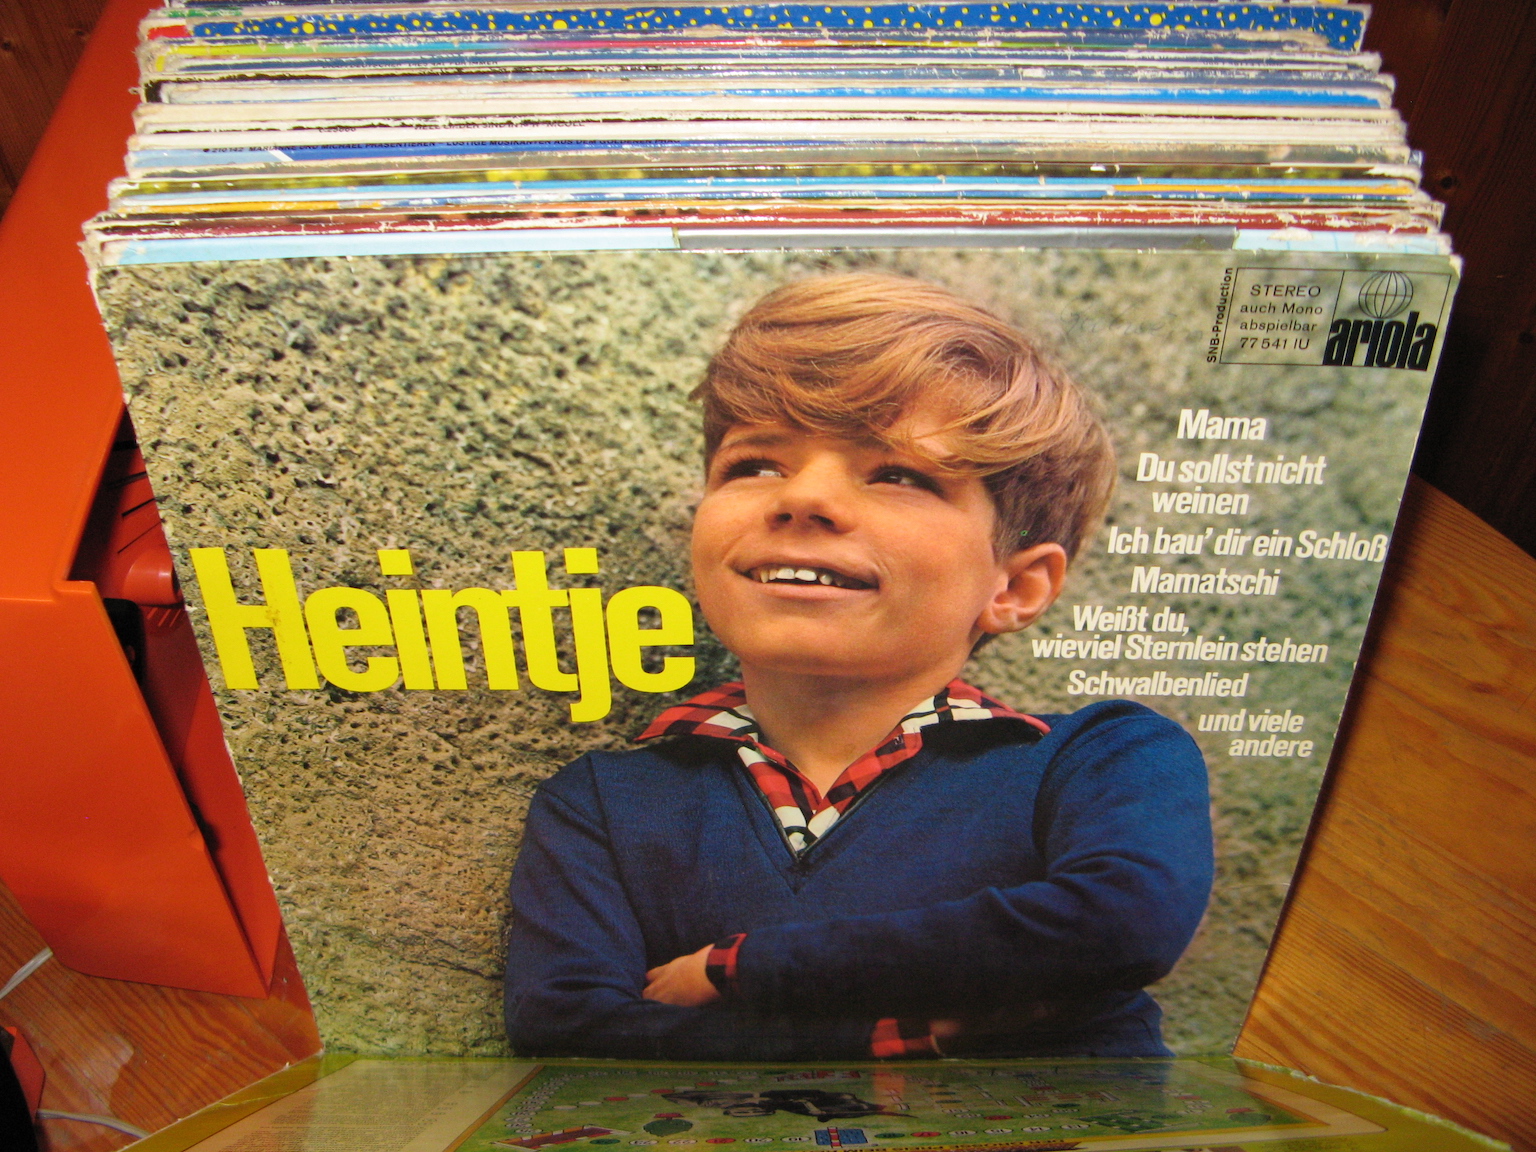 SNB-Production
STEREO
auch Mono
abspielbar
77 541 IU
ariola
Mama
Du sollst nicht
weinen
Ich bau' dir ein Schloß
Mamatschi
Weißt du,
wieviel Sternlein stehen
Schwalbenlied
und viele
andere
Heintje